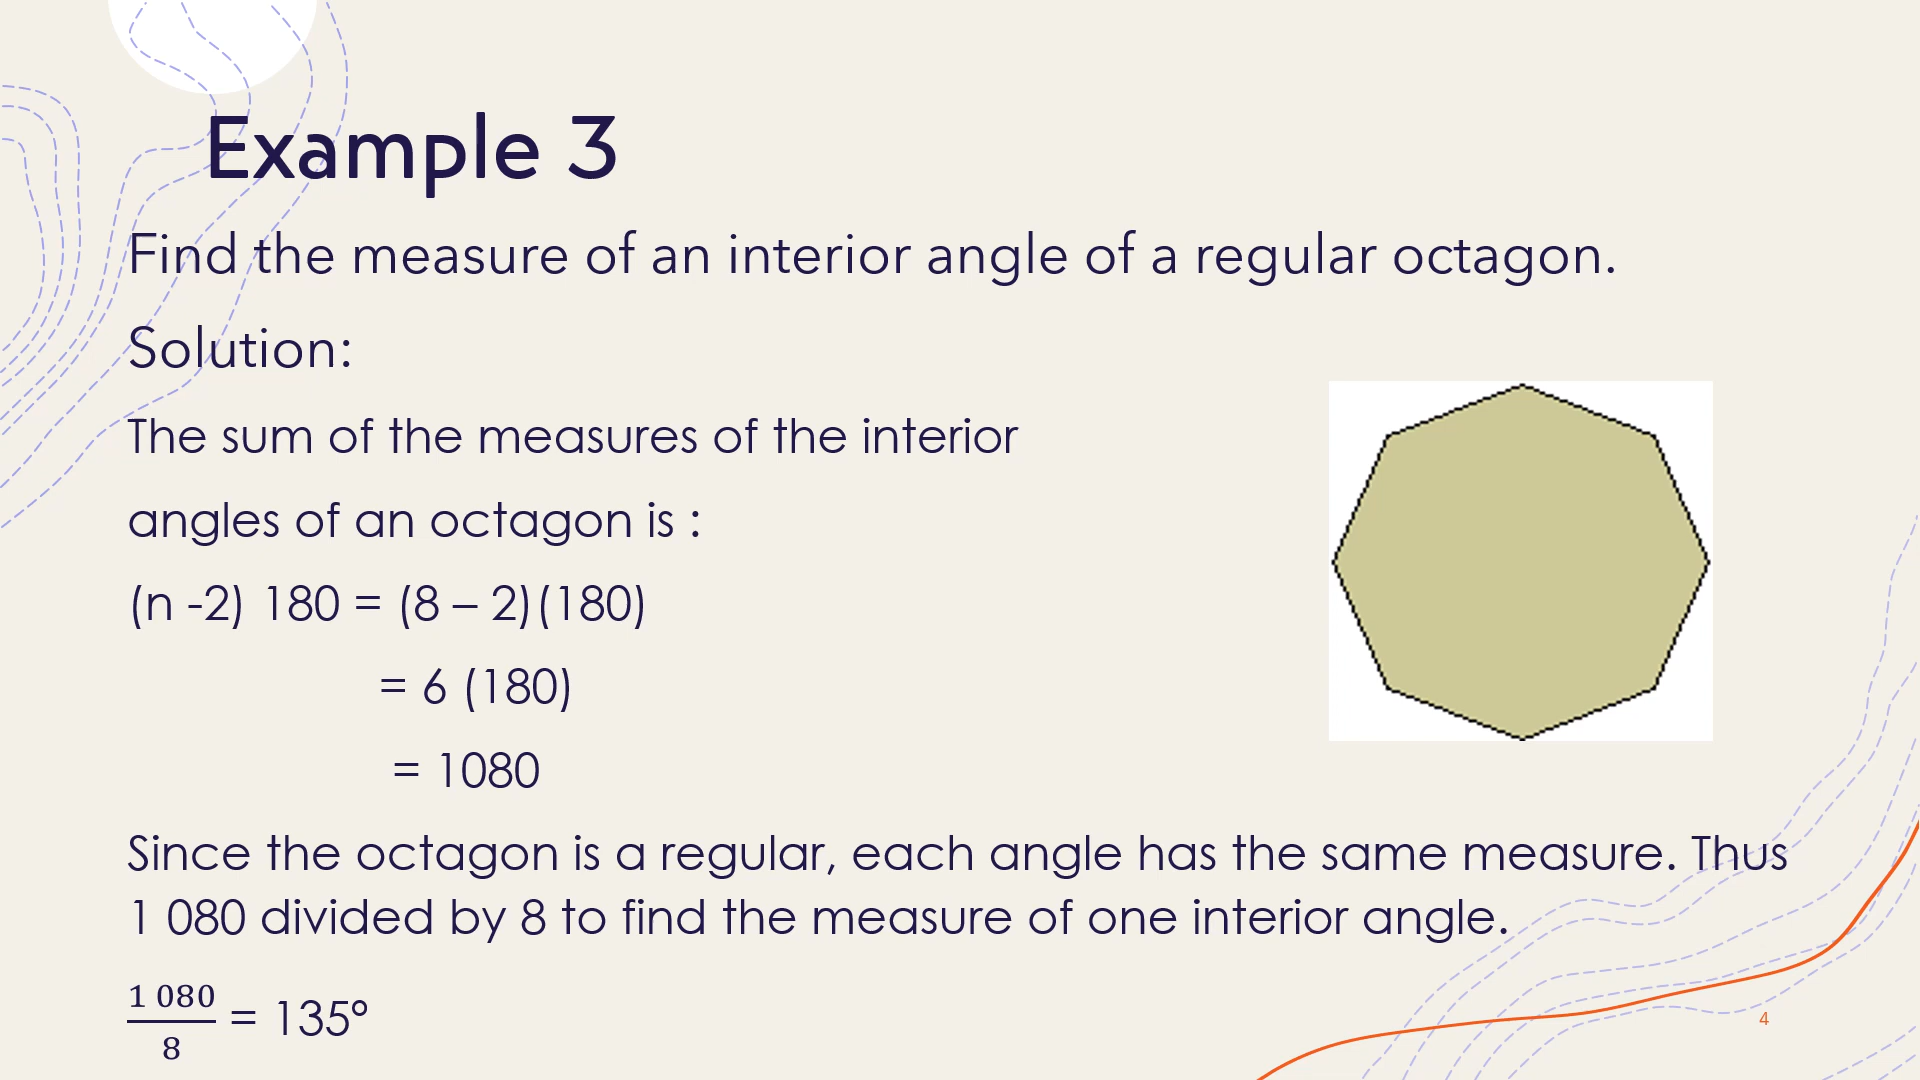 Example 3
Find the measure of an interior angle of a regular octagon.
Solution:
The sum of the measures of the interior
angles of an octagon is :
(n -2) 180 = (8 – 2)(180)
= 6 (180)
= 1080
Since the octagon is a regular, each angle has the same measure. Thus
1 080 divided by 8 to find the measure of one interior angle.
1 080
8
= 135º
4